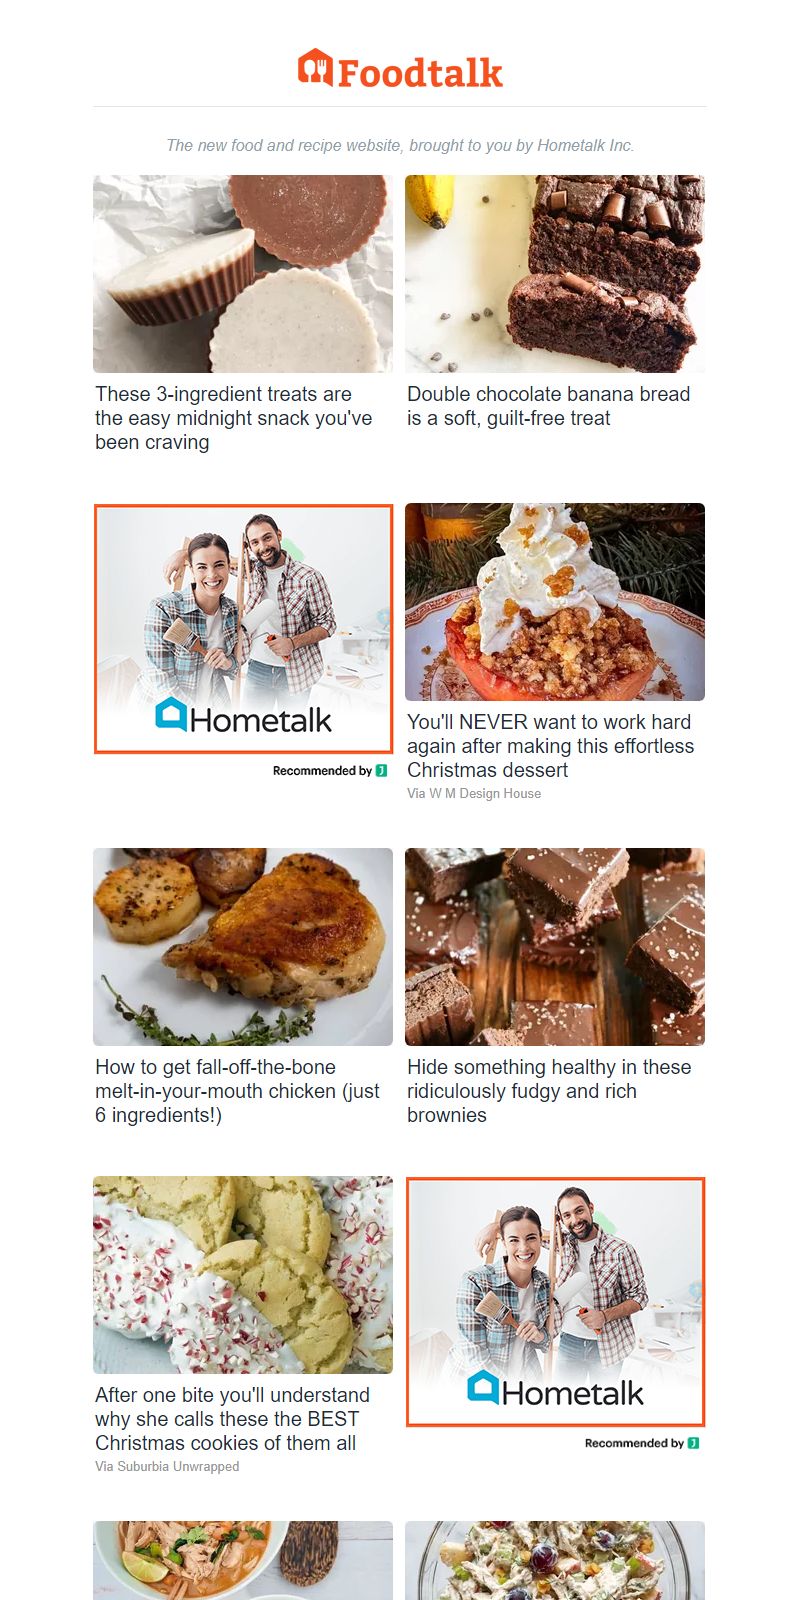 Foodtalk
The new food and recipe website, brought to you by Hometalk Inc.
These 3-ingredient treats are
the easy midnight snack you've
been craving
Double chocolate banana bread
is a soft, guilt-free treat
Hometalk
Recommended by
You'll NEVER want to work hard
again after making this effortless
Christmas dessert
Via W M Design House
How to get fall-off-the-bone
melt-in-your-mouth chicken (just
6 ingredients!)
Hide something healthy in these
ridiculously fudgy and rich
brownies
After one bite you'll understand
why she calls these the BEST
Christmas cookies of them all
Via Suburbia Unwrapped
Hometalk
Recommended by